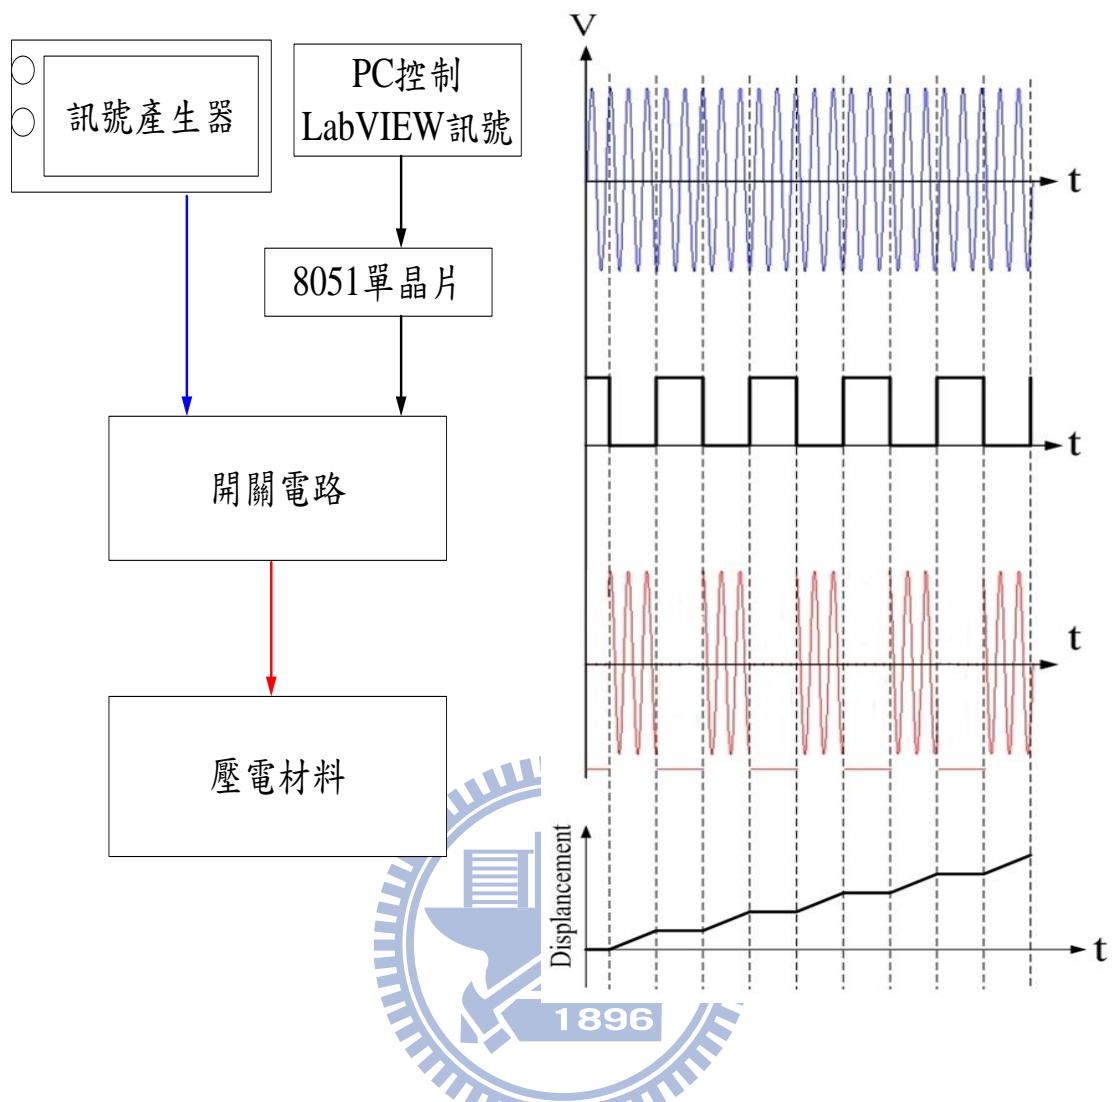 訊號產生器
PC控制
LabVIEW訊號
8051單晶片
開關電路
壓電材料
V
t
t
t
Displancement
t
1896